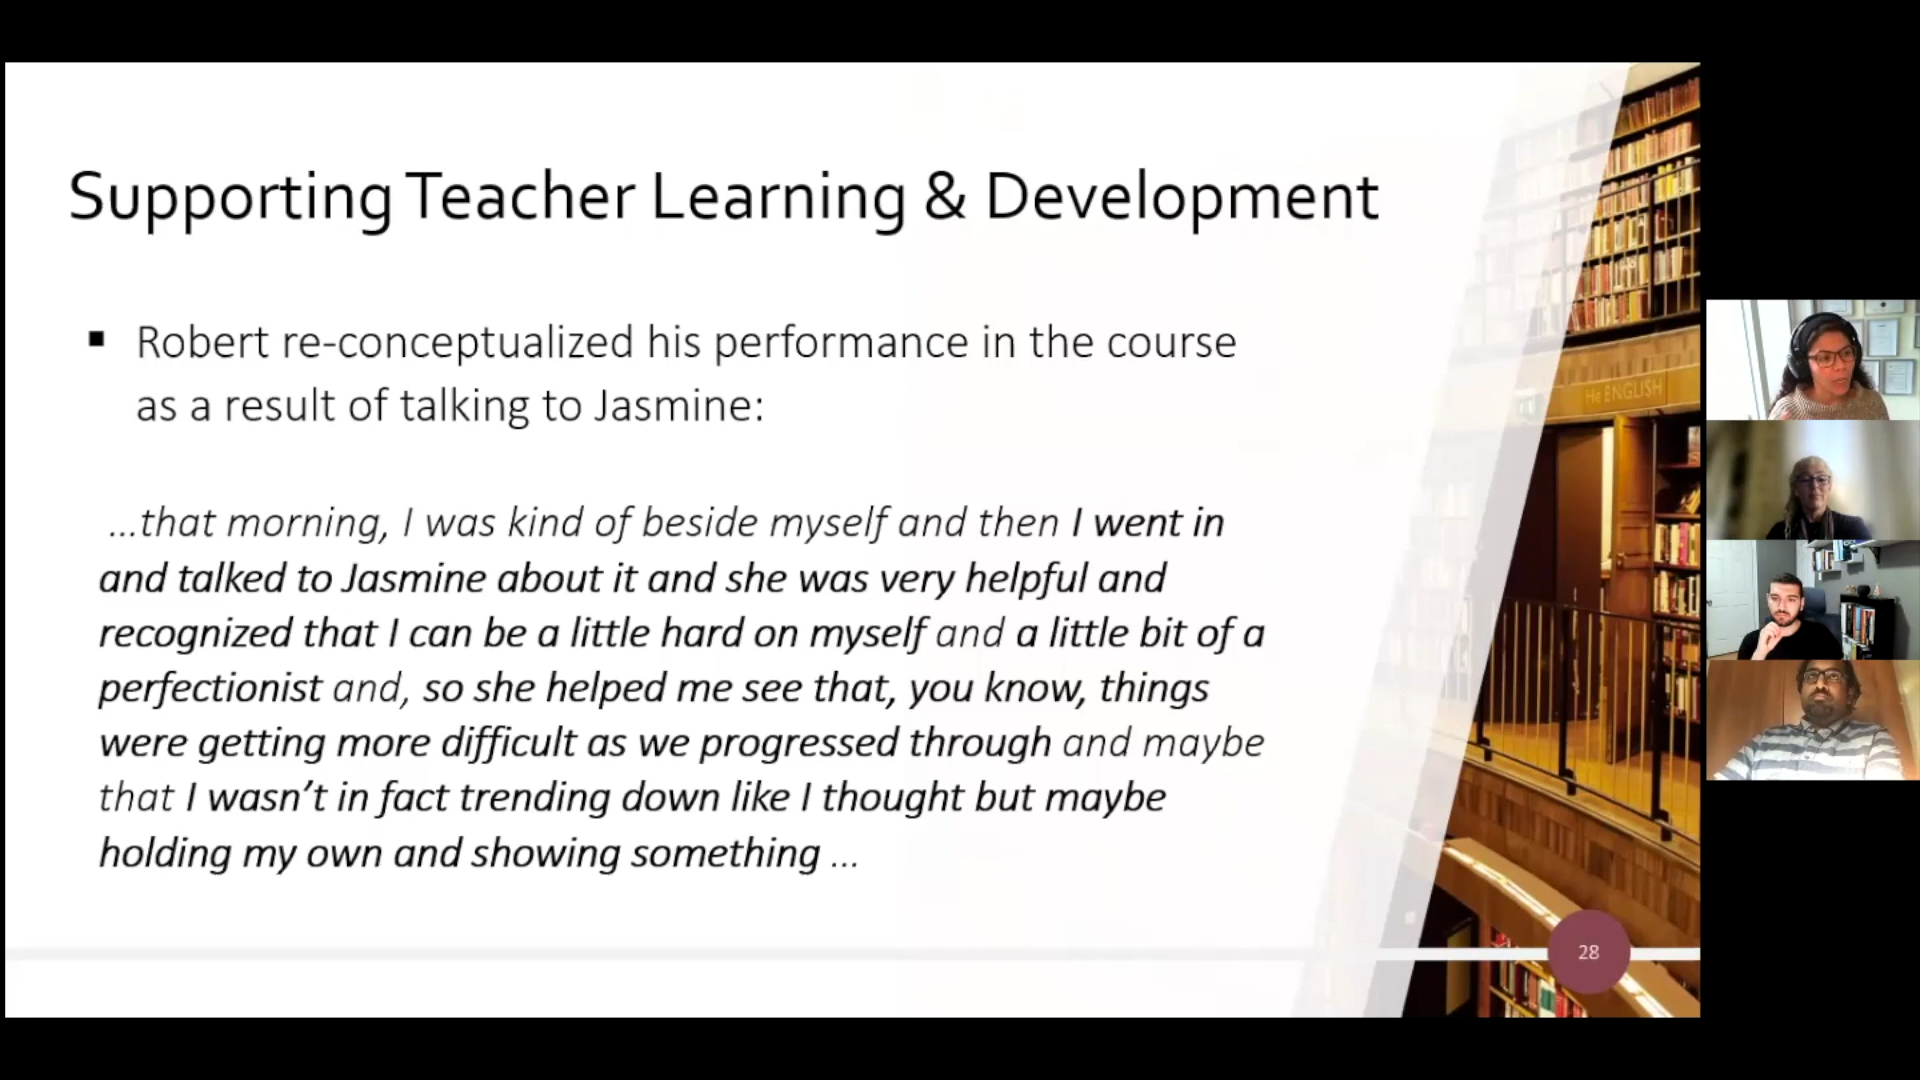 Supporting Teacher Learning & Development
▪ Robert re-conceptualized his performance in the course
as a result of talking to Jasmine:
…that morning, I was kind of beside myself and then I went in
and talked to Jasmine about it and she was very helpful and
recognized that I can be a little hard on myself and a little bit of a
perfectionist and, so she helped me see that, you know, things
were getting more difficult as we progressed through and maybe
that I wasn’t in fact trending down like I thought but maybe
holding my own and showing something …
He ENGLISH
28